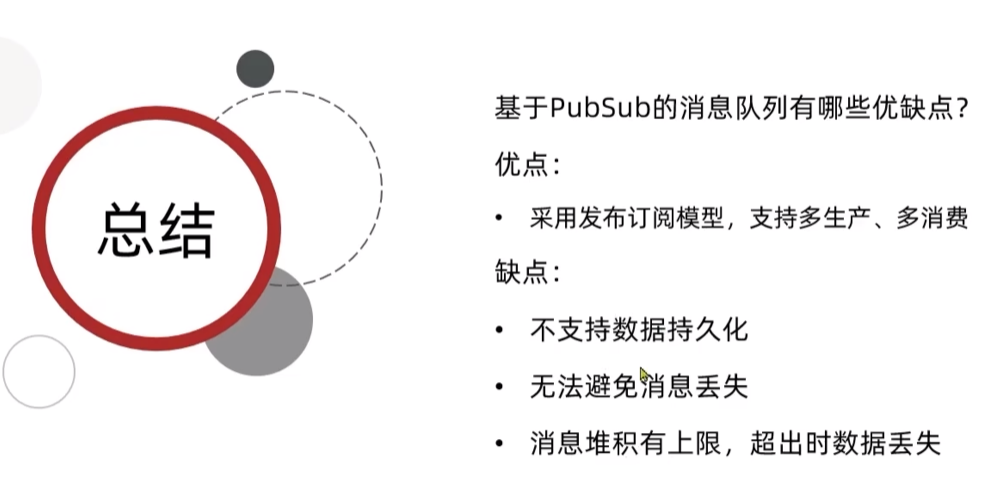 总结
基于PubSub的消息队列有哪些优缺点？
优点：
• 采用发布订阅模型，支持多生产、多消费
缺点：
• 不支持数据持久化
• 无法避免消息丢失
• 消息堆积有上限，超出时数据丢失